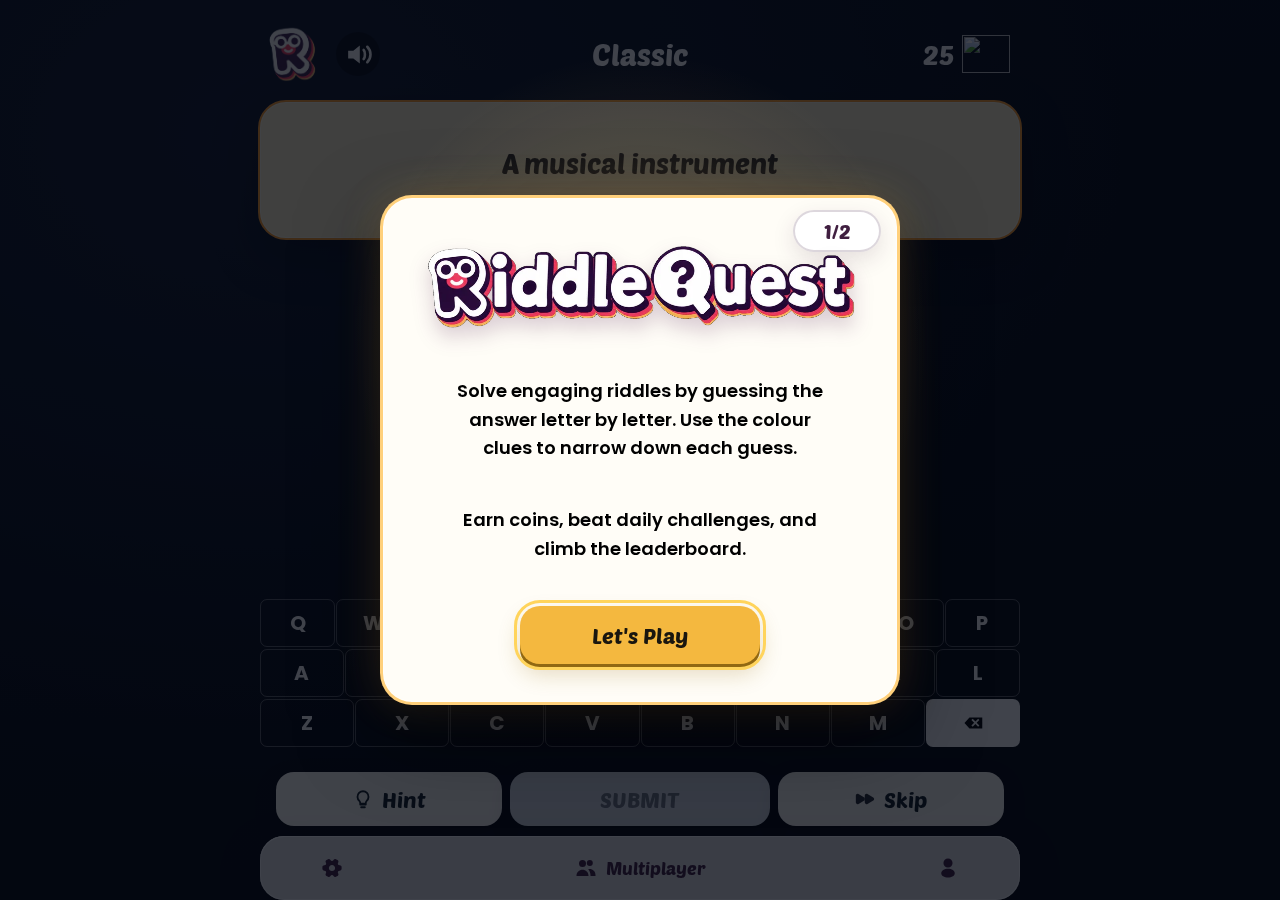 Classic
25
A musical instrument
1/2
Riddle Quest
Solve engaging riddles by guessing the
answer letter by letter. Use the colour
clues to narrow down each guess.
Earn coins, beat daily challenges, and
climb the leaderboard.
Let's Play
Q W O P
A L
Z X C V B N M
Hint SUBMIT Skip
Multiplayer